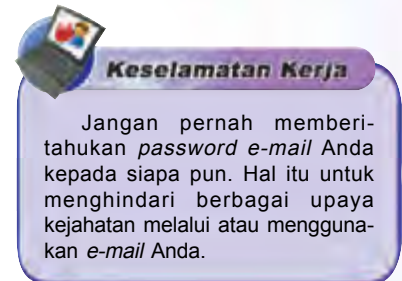 Keselamatan Kerja
Jangan pernah memberi-
tahukan password e-mail Anda
kepada siapa pun. Hal itu untuk
menghindari berbagai upaya
kejahatan melalui atau mengguna-
kan e-mail Anda.